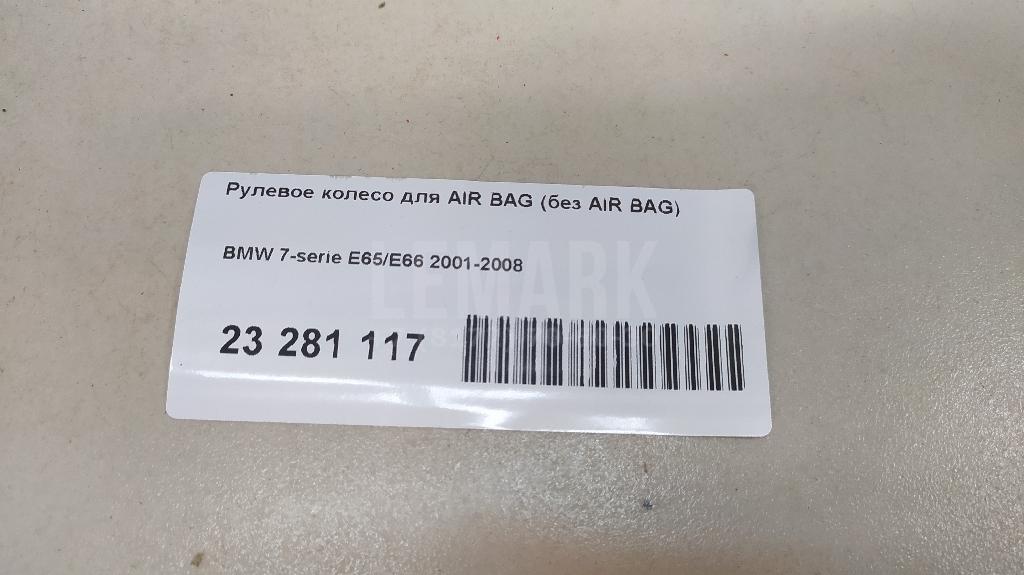 Рулевое колесо для AIR BAG (без AIR BAG)
BMW 7-serie E65/E66 2001-2008
LEMARK
23 281 117